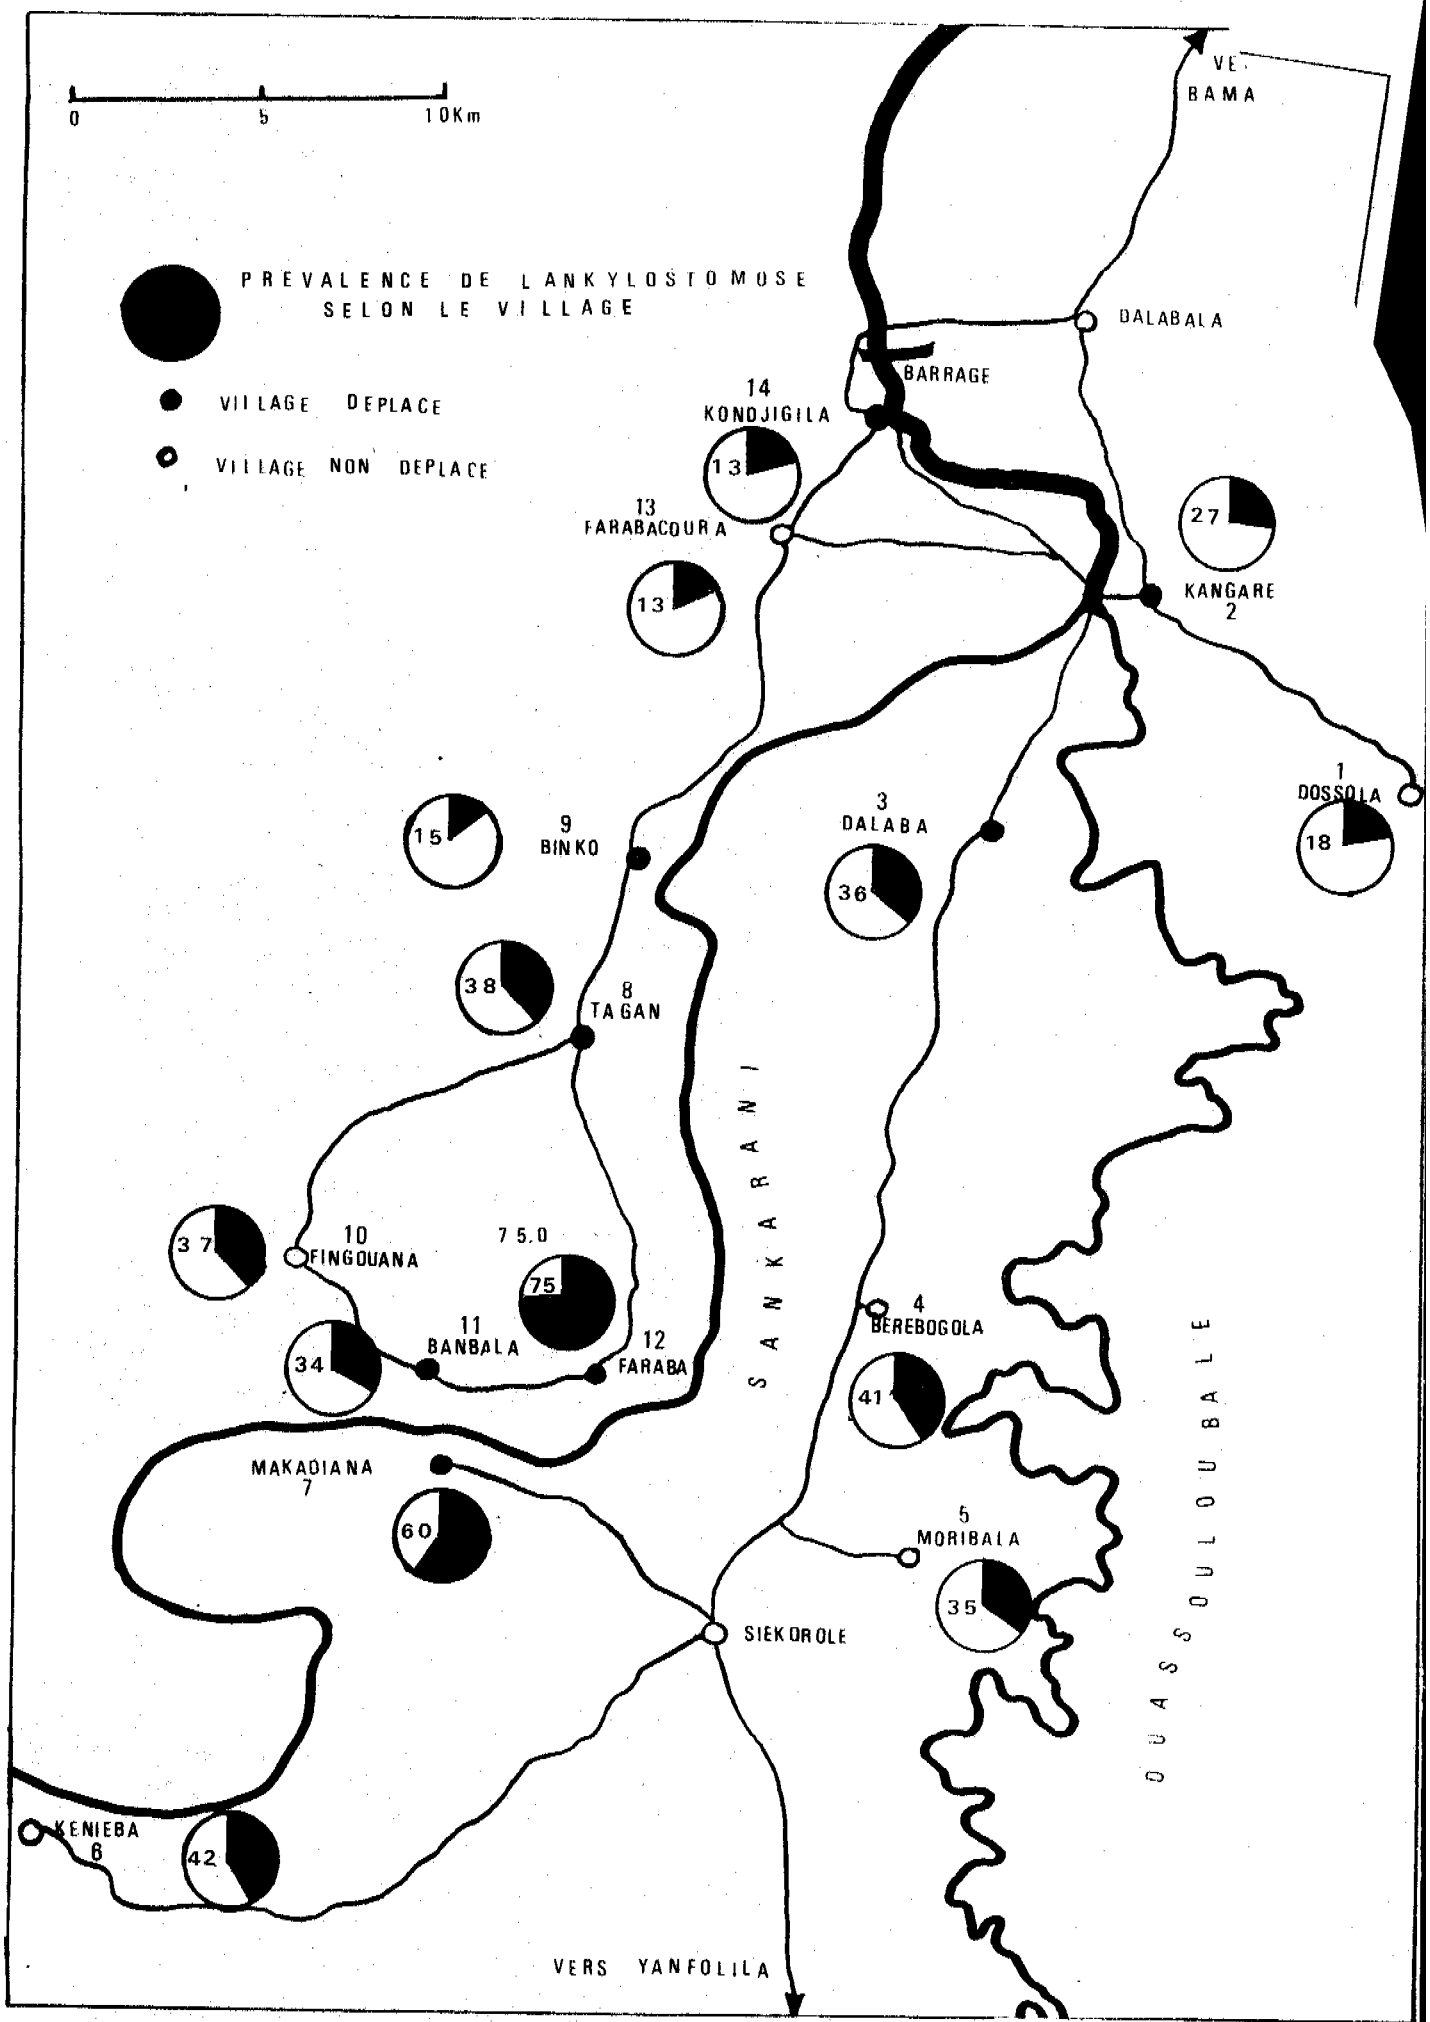 VE.
BAMA
0 5 10Km
PREVALENCE DE LANKYLOSTOMOSE
SELON LE VILLAGE
VILLAGE DEPLACE
VILLAGE NON DEPLACE
DALABALA
BARRAGE
14
KONDJIGILA
13
13
FARABACOURA
13
27
KANGARE
2
1
DOSSOLA
18
3
DALABA
36
9
BINKO
15
38
8
TAGAN
SANKARANI
37
10
FINGOUANA
75.0
75
11
BANBALA
34
12
FARABA
4
BEREBOGOLA
41
OUASSOULOUBALE
MAKADIANA
7
60
5
MORIBALA
35
SIEKOROLE
KENIEBA
6
42
VERS YANFOLILA